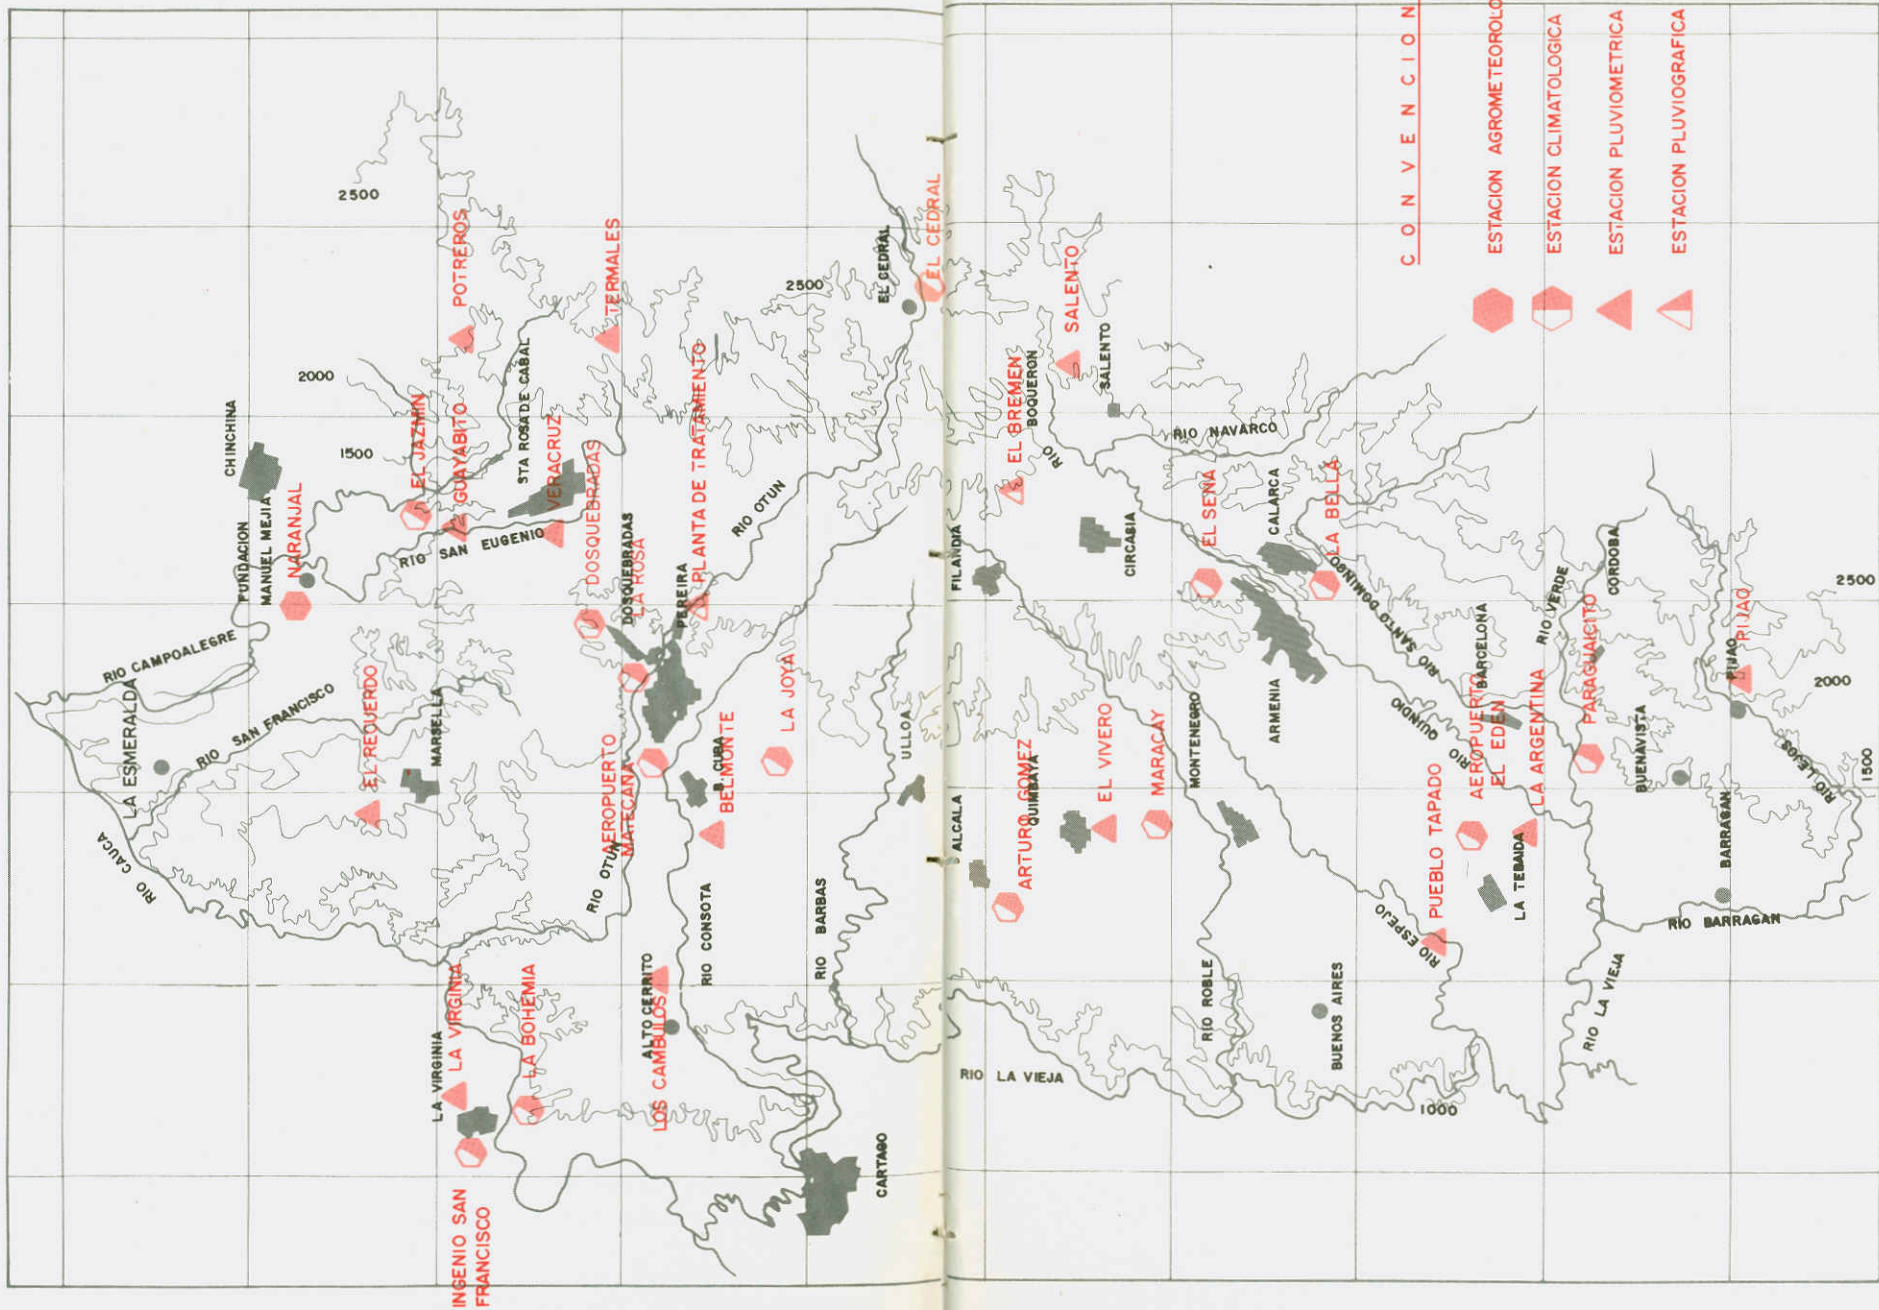 2500
POTREROS
TERMALES
EL CEDRAL
EL CEDRAL
2500
2000
STA ROSA DE CABAL
CHINCHINA
1500
EL JAZMIN
GUAYABITO
VERACRUZ
DOSQUEBRADAS
PLANTA DE TRATAMIENTO
FUNDACION
MANUEL MEJIA
NARANJAL
RIO SAN EUGENIO
RIO OTUN
DOSQUEBRADAS
LA ROSA
PEREIRA
RIO CAMPOALEGRE
LA ESMERALDA
RIO SAN FRANCISCO
EL RECUERDO
MARSELLA
AEROPUERTO
MATECAÑA
CUBA
BELMONTE
LA JOYA
ULLOA
RIO CAUCA
RIO OTUN
RIO CONSOTA
RIO BARBAS
LA VIRGINIA
LA VIRGINIA
LA BOHEMIA
ALTO CERRITO
LOS CAMBULOS
CARTAGO
INGENIO SAN
FRANCISCO
CONVENCION
ESTACION AGROMETEOROLO
ESTACION CLIMATOLOGICA
ESTACION PLUVIOMETRICA
ESTACION PLUVIOGRAFICA
SALENTO
SALENTO
EL BREMEN
BOQUERON
RIO
RIO NAVARCO
FILANDIA
CIRCASIA
EL SENA
CALARCA
LA BELLA
RIO SANTO DOMINGO
RIO VERDE
CORDOBA
2500
ALCALA
ARTURO GOMEZ
QUIMBAYA
EL VIVERO
MARACAY
MONTENEGRO
ARMENIA
RIO QUINDIO
BARCELONA
AEROPUERTO
EL EDEN
LA ARGENTINA
PARAGUAICITO
PIJAO
PIJAO
2000
BUENAVISTA
BARRAGAN
RIO LEJOS
1500
PUEBLO TAPADO
LA TEBAIDA
RIO ESPEJO
RIO BARRAGAN
RIO LA VIEJA
RIO ROBLE
BUENOS AIRES
RIO LA VIEJA
1000